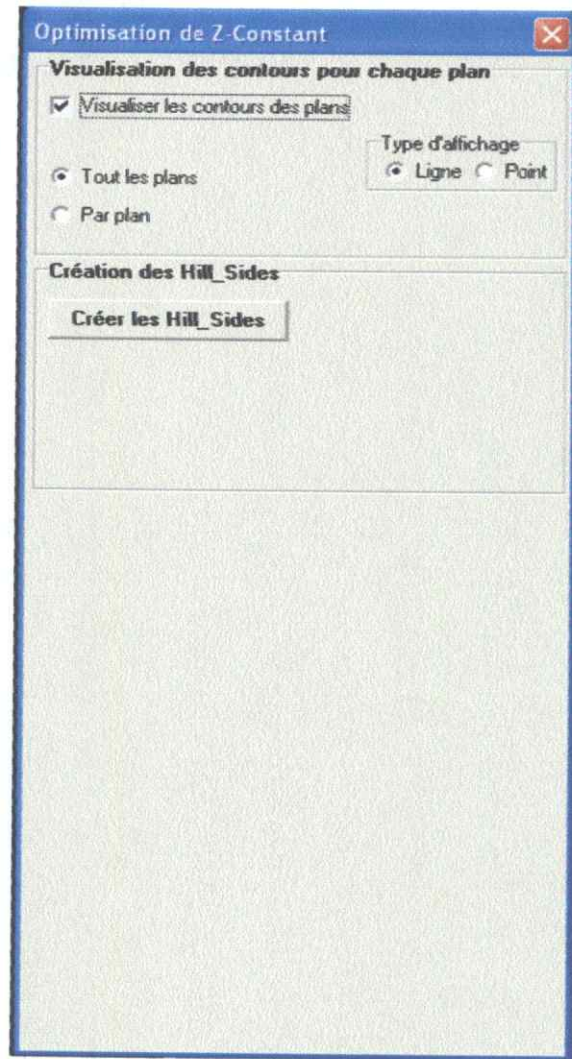 Optimisation de Z-Constant
Visualisation des contours pour chaque plan
Visualiser les contours des plans
Type d'affichage
Ligne Point
Tout les plans
Par plan
Création des Hill_Sides
Créer les Hill_Sides